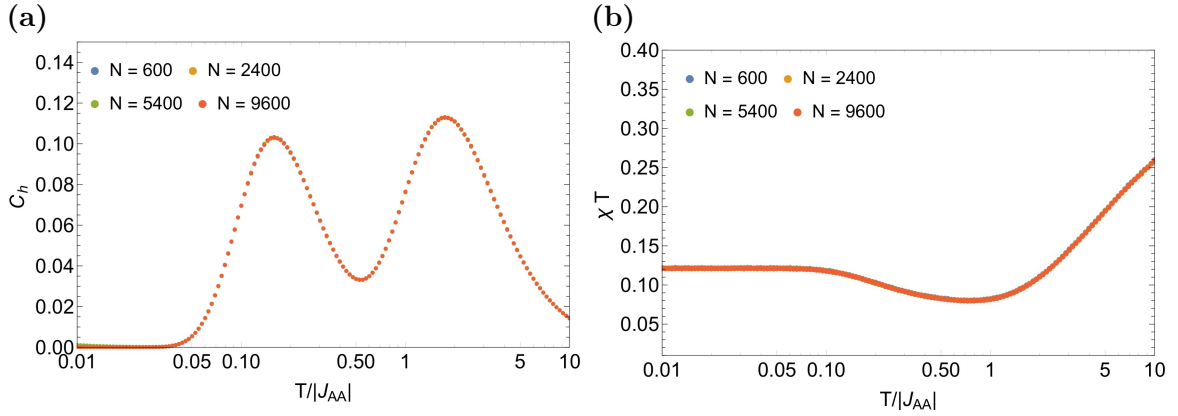 (a)
0.14
0.12
0.10
0.08
0.06
0.04
0.02
0.00
C_h
N = 600 N = 2400
N = 5400 N = 9600
0.01 0.05 0.10 0.50 1 5 10
T/|J_AA|
(b)
0.40
0.35
0.30
0.25
0.20
0.15
0.10
0.05
χ T
N = 600 N = 2400
N = 5400 N = 9600
0.01 0.05 0.10 0.50 1 5 10
T/|J_AA|